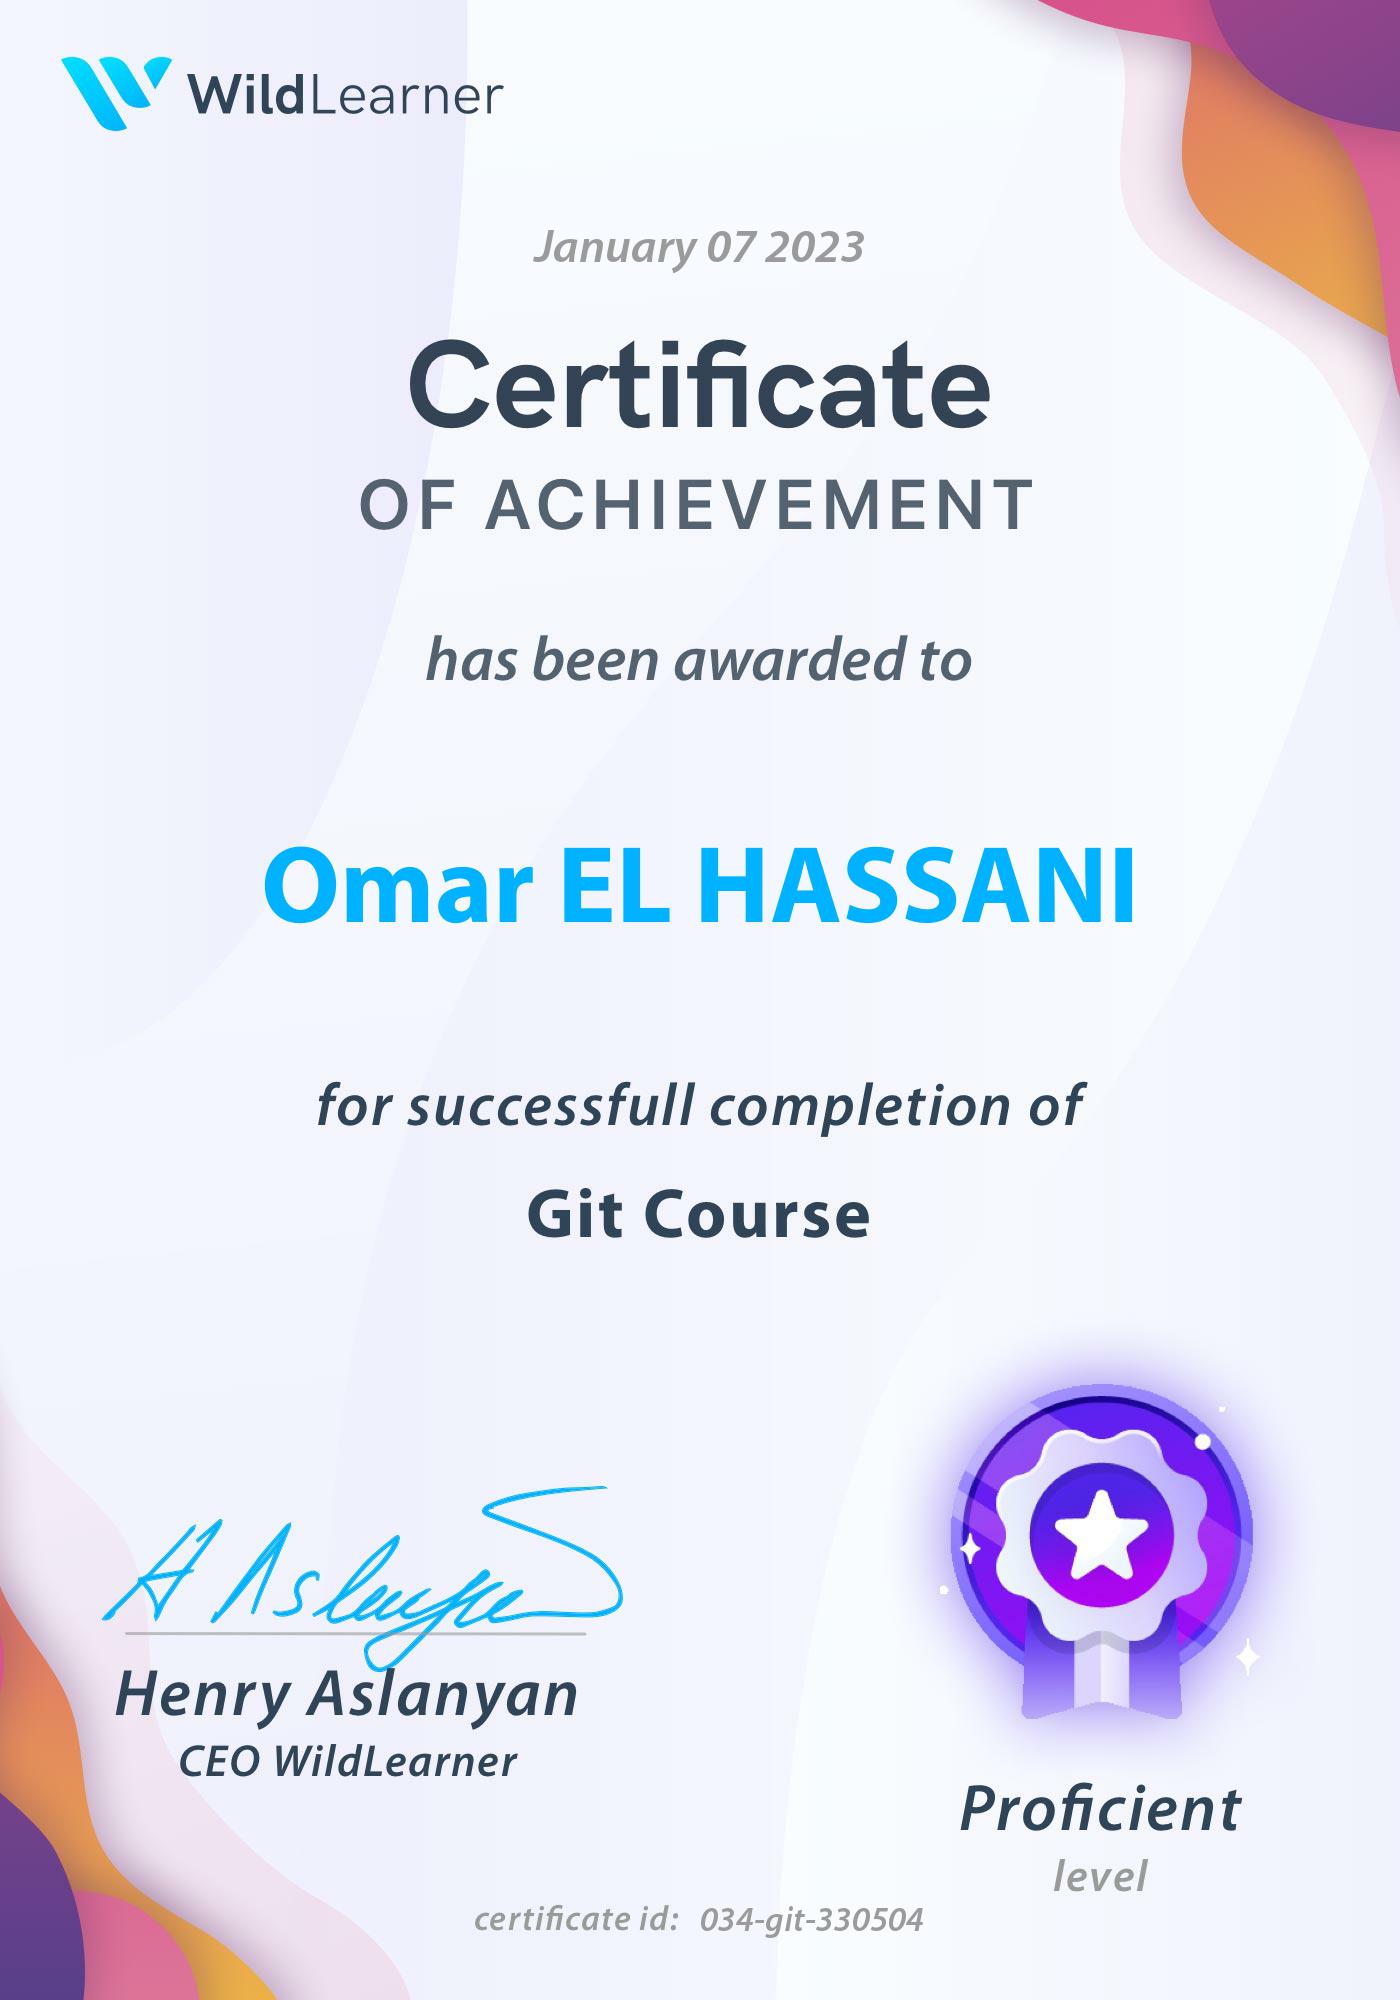 WildLearner
January 07 2023
Certificate
OF ACHIEVEMENT
has been awarded to
Omar EL HASSANI
for successfull completion of
Git Course
H Aslanyan
Henry Aslanyan
CEO WildLearner
Proficient
level
certificate id: 034-git-330504